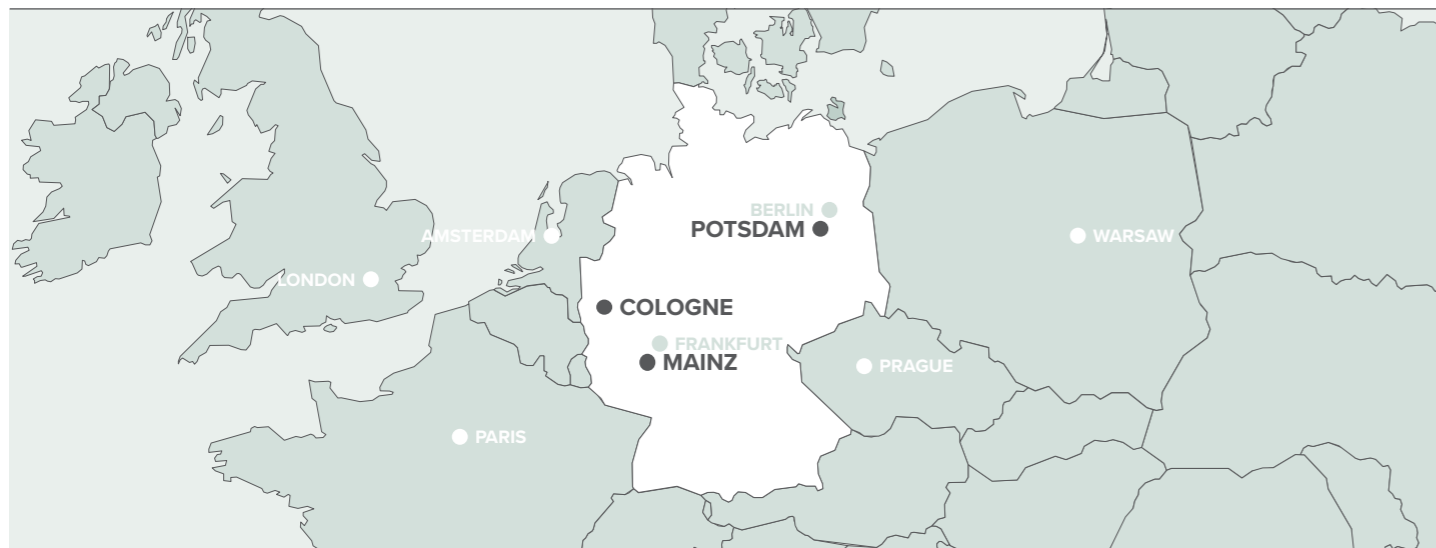 BERLIN
POTSDAM
AMSTERDAM
WARSAW
LONDON
COLOGNE
FRANKFURT
MAINZ
PRAGUE
PARIS